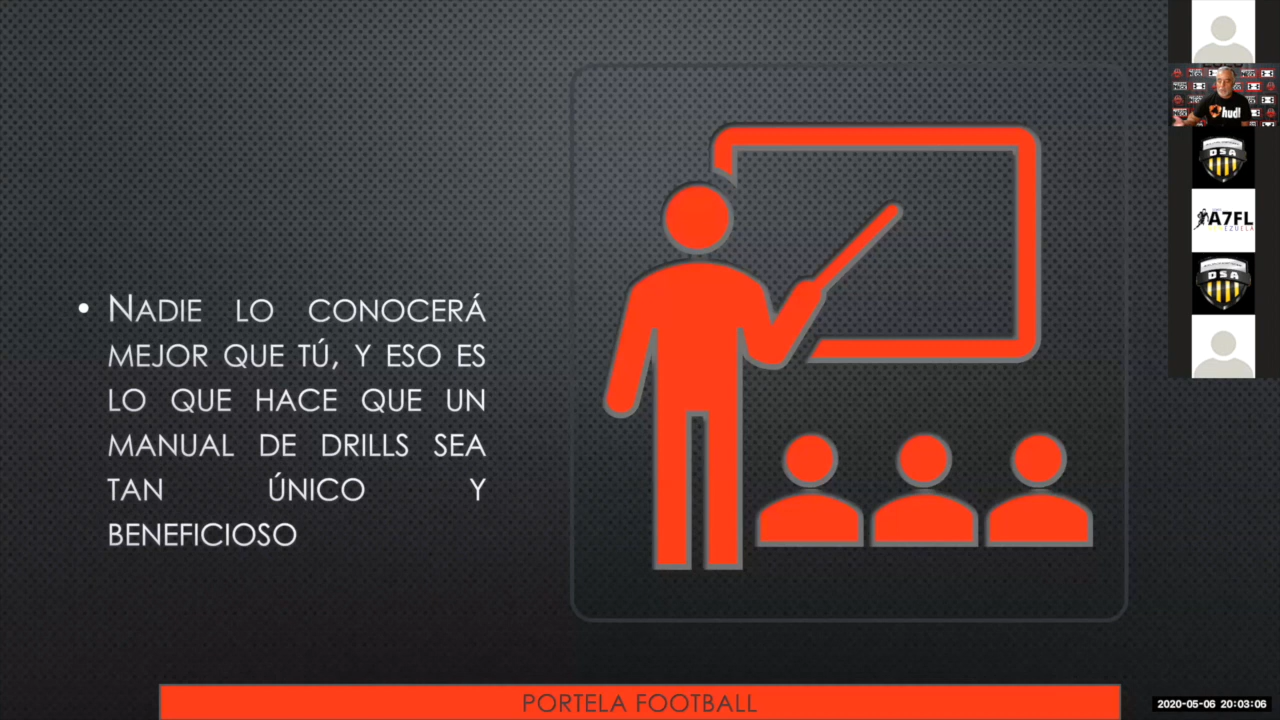 • NADIE LO CONOCERÁ
MEJOR QUE TÚ, Y ESO ES
LO QUE HACE QUE UN
MANUAL DE DRILLS SEA
TAN ÚNICO Y
BENEFICIOSO
PORTELA FOOTBALL
hudl
DSA
A7FL
DSA
2020-05-06 20:03:06